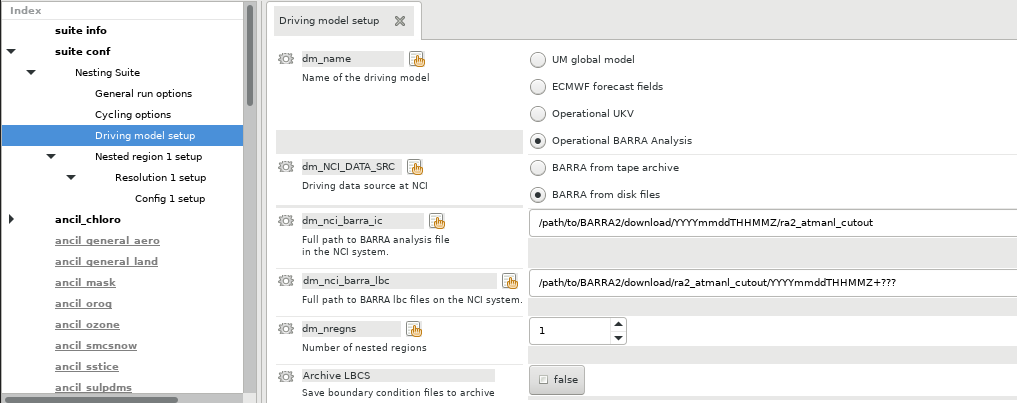 Index
suite info
suite conf
Nesting Suite
General run options
Cycling options
Driving model setup
Nested region 1 setup
Resolution 1 setup
Config 1 setup
ancil_chloro
ancil_general_aero
ancil_general_land
ancil_mask
ancil_orog
ancil_ozone
ancil_smcsnow
ancil_sstice
ancil_sulpdms
Driving model setup
dm_name
Name of the driving model
UM global model
ECMWF forecast fields
Operational UKV
Operational BARRA Analysis
dm_NCI_DATA_SRC
Driving data source at NCI
BARRA from tape archive
BARRA from disk files
dm_nci_barra_ic
Full path to BARRA analysis file
in the NCI system.
/path/to/BARRA2/download/YYYYmmddTHHMMZ/ra2_atmanl_cutout
dm_nci_barra_lbc
Full path to BARRA lbc files on the NCI system.
/path/to/BARRA2/download/ra2_atmanl_cutout/YYYYmmddTHHMMZ+???
dm_nregns
Number of nested regions
1
Archive LBCS
Save boundary condition files to archive
false